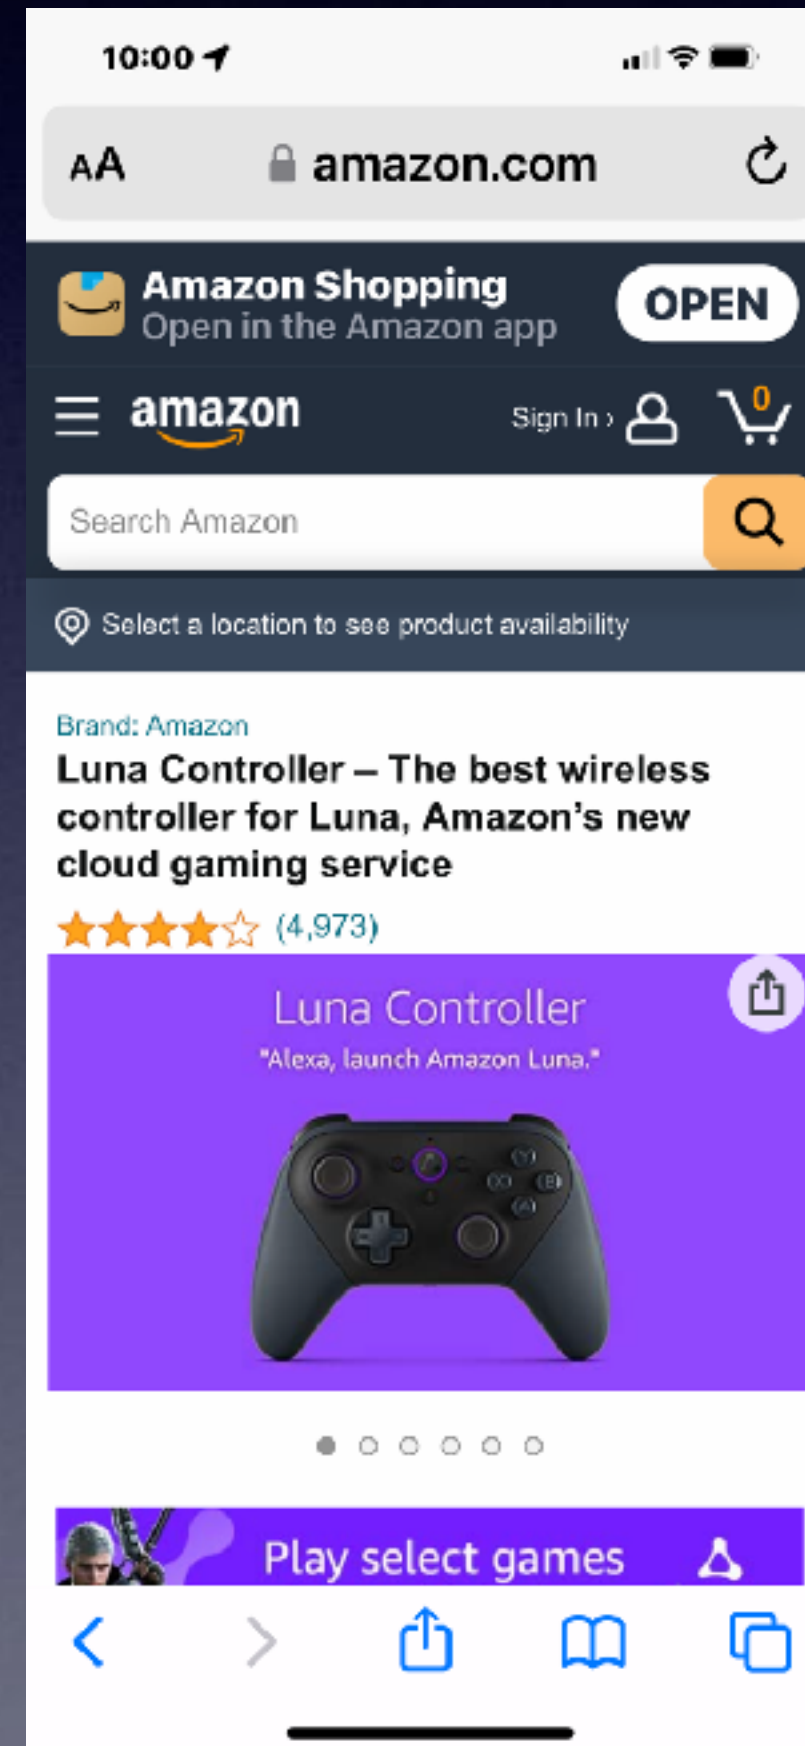 10:00
AA amazon.com
Amazon Shopping
Open in the Amazon app
OPEN
amazon
Sign In ›
0
Search Amazon
Select a location to see product availability
Brand: Amazon
Luna Controller – The best wireless
controller for Luna, Amazon’s new
cloud gaming service
(4,973)
Luna Controller
"Alexa, launch Amazon Luna."
Y
X B
A
Play select games